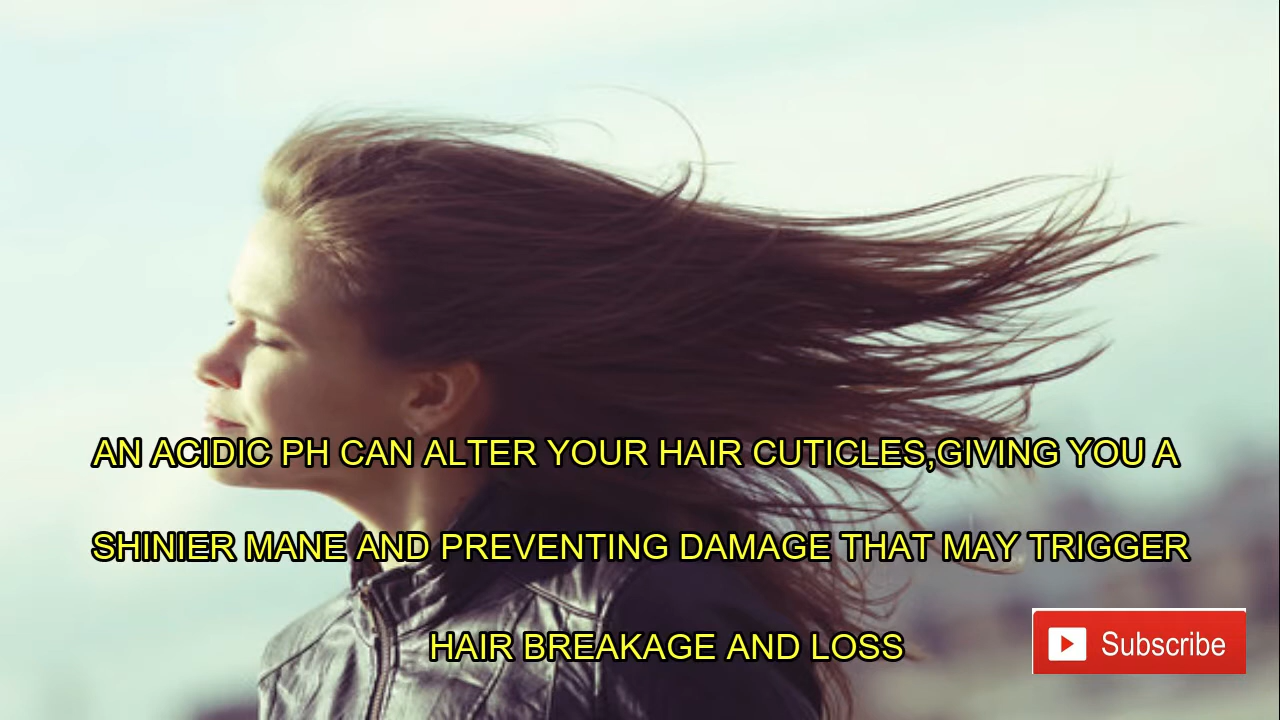 AN ACIDIC PH CAN ALTER YOUR HAIR CUTICLES,GIVING YOU A
SHINIER MANE AND PREVENTING DAMAGE THAT MAY TRIGGER
HAIR BREAKAGE AND LOSS
Subscribe